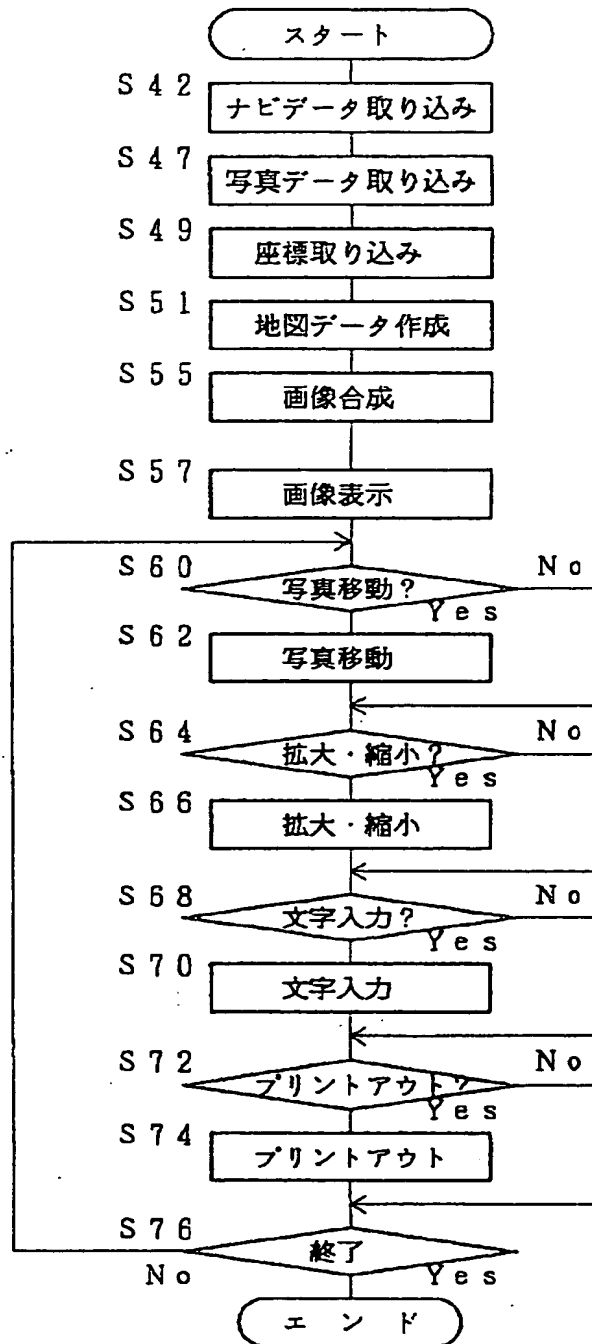 スタート
S42
ナビデータ取り込み
S47
写真データ取り込み
S49
座標取り込み
S51
地図データ作成
S55
画像合成
S57
画像表示
S60
写真移動? No
Yes
S62
写真移動
S64
拡大・縮小? No
Yes
S66
拡大・縮小
S68
文字入力? No
Yes
S70
文字入力
S72
プリントアウト? No
Yes
S74
プリントアウト
S76
終了
No Yes
エンド